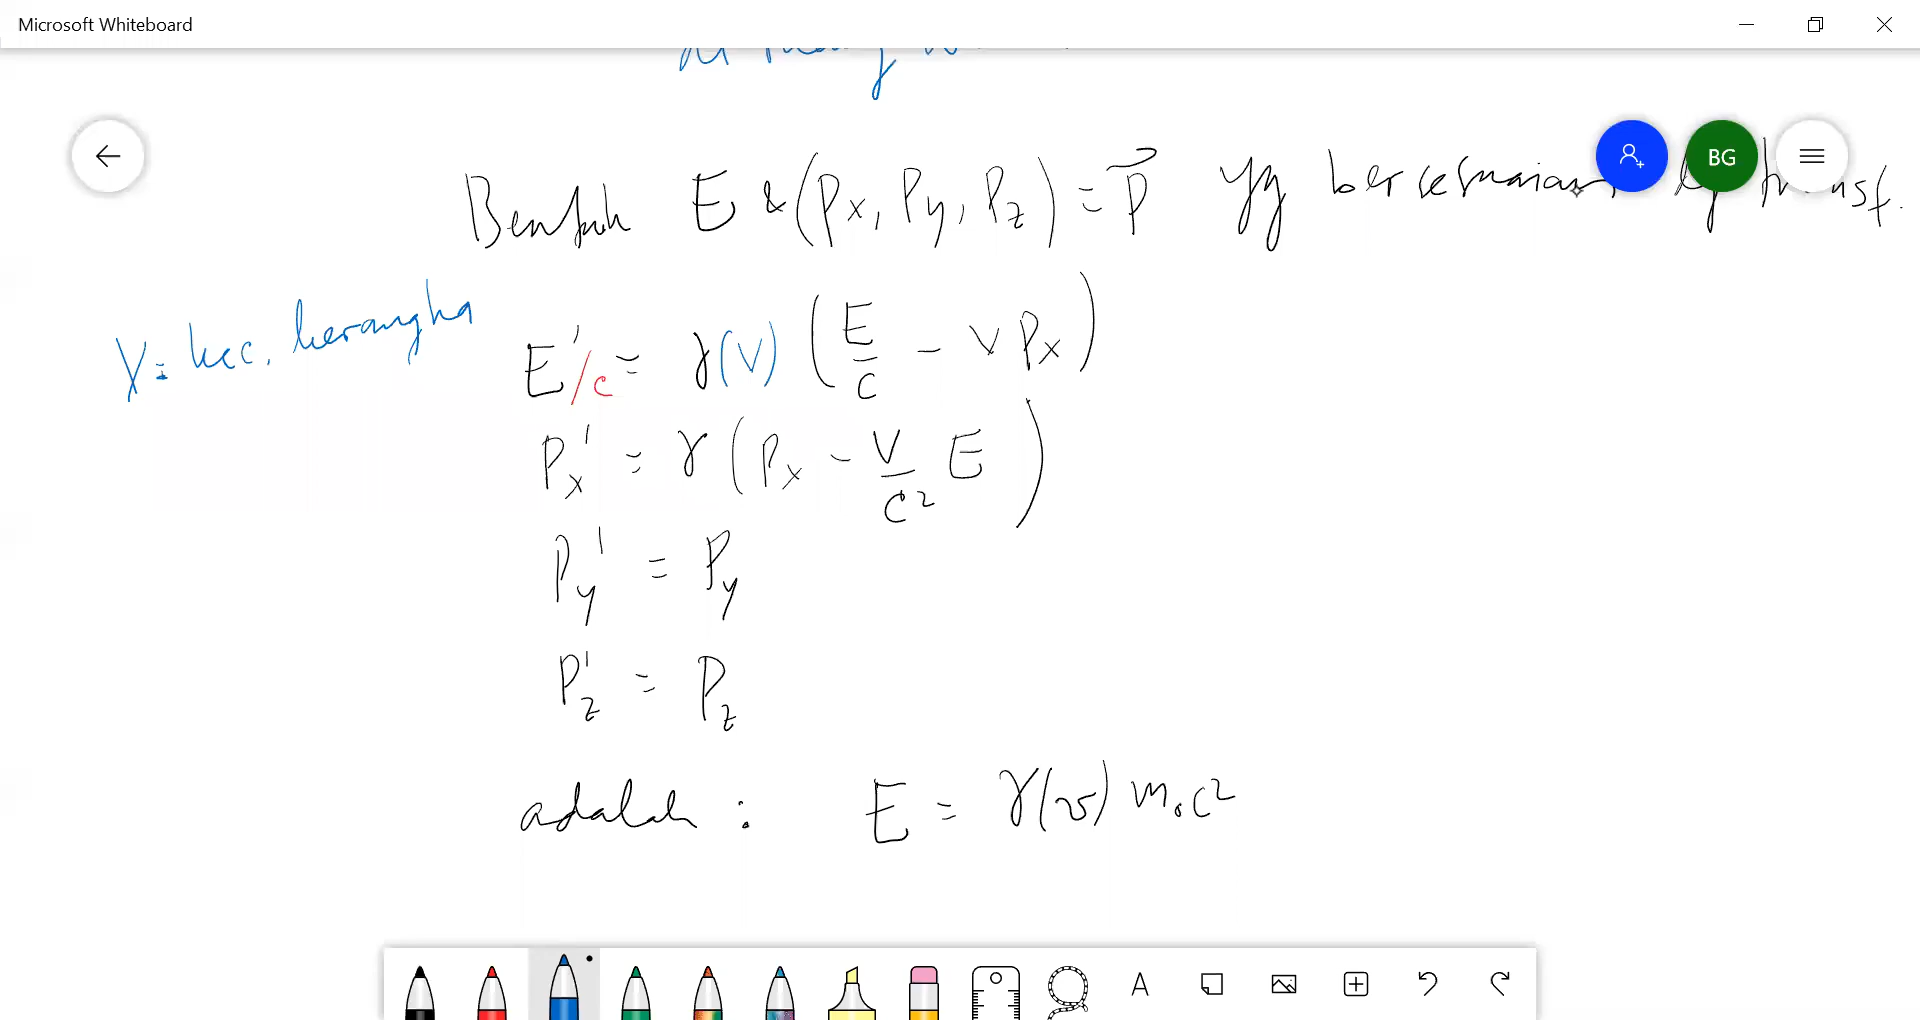 Microsoft Whiteboard
BG
Bentuk E & (Px, Py, Pz) = P⃗ yg bersesuaian transf.
V = kec. kerangka
E'/c = γ(V) (E/c - V Px)
Px' = γ (Px - V/c² E)
Py' = Py
Pz' = Pz
adalah : E = γ(v) m₀c²
A